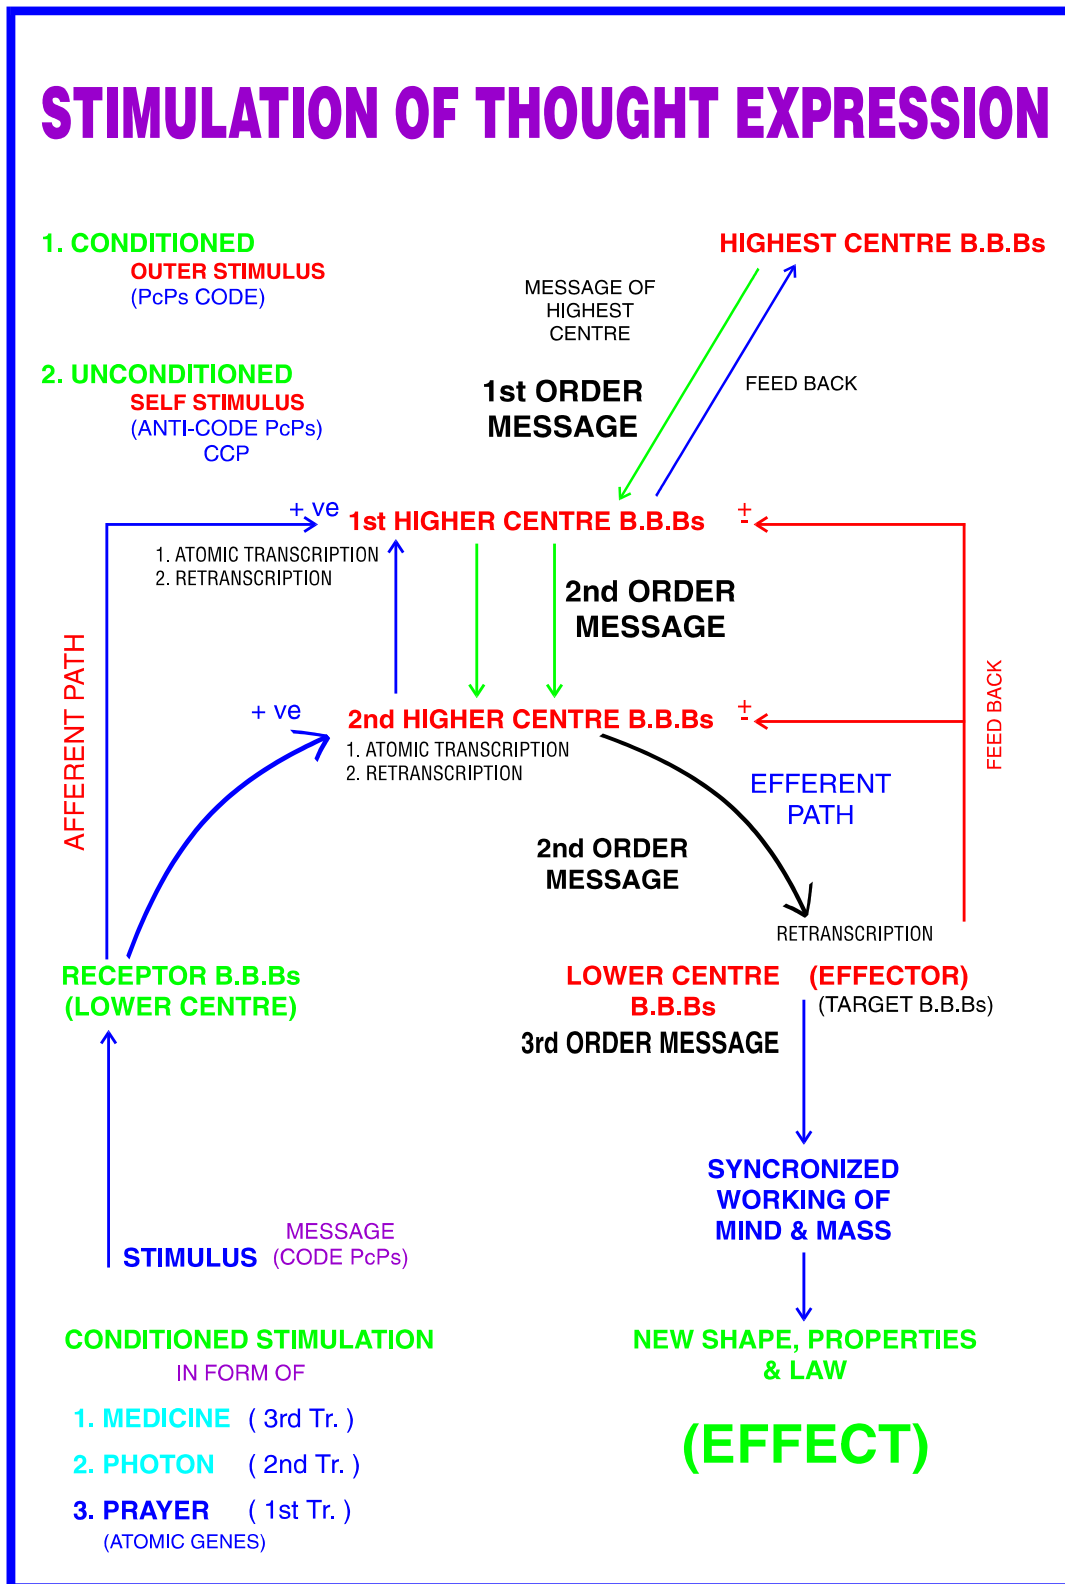 STIMULATION OF THOUGHT EXPRESSION
1. CONDITIONED
OUTER STIMULUS
(PcPs CODE)
2. UNCONDITIONED
SELF STIMULUS
(ANTI-CODE PcPs)
CCP
HIGHEST CENTRE B.B.Bs
MESSAGE OF
HIGHEST
CENTRE
1st ORDER
MESSAGE
FEED BACK
+ ve
1st HIGHER CENTRE B.B.Bs
+
-
1. ATOMIC TRANSCRIPTION
2. RETRANSCRIPTION
2nd ORDER
MESSAGE
AFFERENT PATH
FEED BACK
+ ve
2nd HIGHER CENTRE B.B.Bs
+
-
1. ATOMIC TRANSCRIPTION
2. RETRANSCRIPTION
EFFERENT
PATH
2nd ORDER
MESSAGE
RETRANSCRIPTION
RECEPTOR B.B.Bs
(LOWER CENTRE)
LOWER CENTRE (EFFECTOR)
B.B.Bs (TARGET B.B.Bs)
3rd ORDER MESSAGE
SYNCRONIZED
WORKING OF
MIND & MASS
STIMULUS
MESSAGE
(CODE PcPs)
CONDITIONED STIMULATION
IN FORM OF
1. MEDICINE ( 3rd Tr. )
2. PHOTON ( 2nd Tr. )
3. PRAYER ( 1st Tr. )
(ATOMIC GENES)
NEW SHAPE, PROPERTIES
& LAW
(EFFECT)